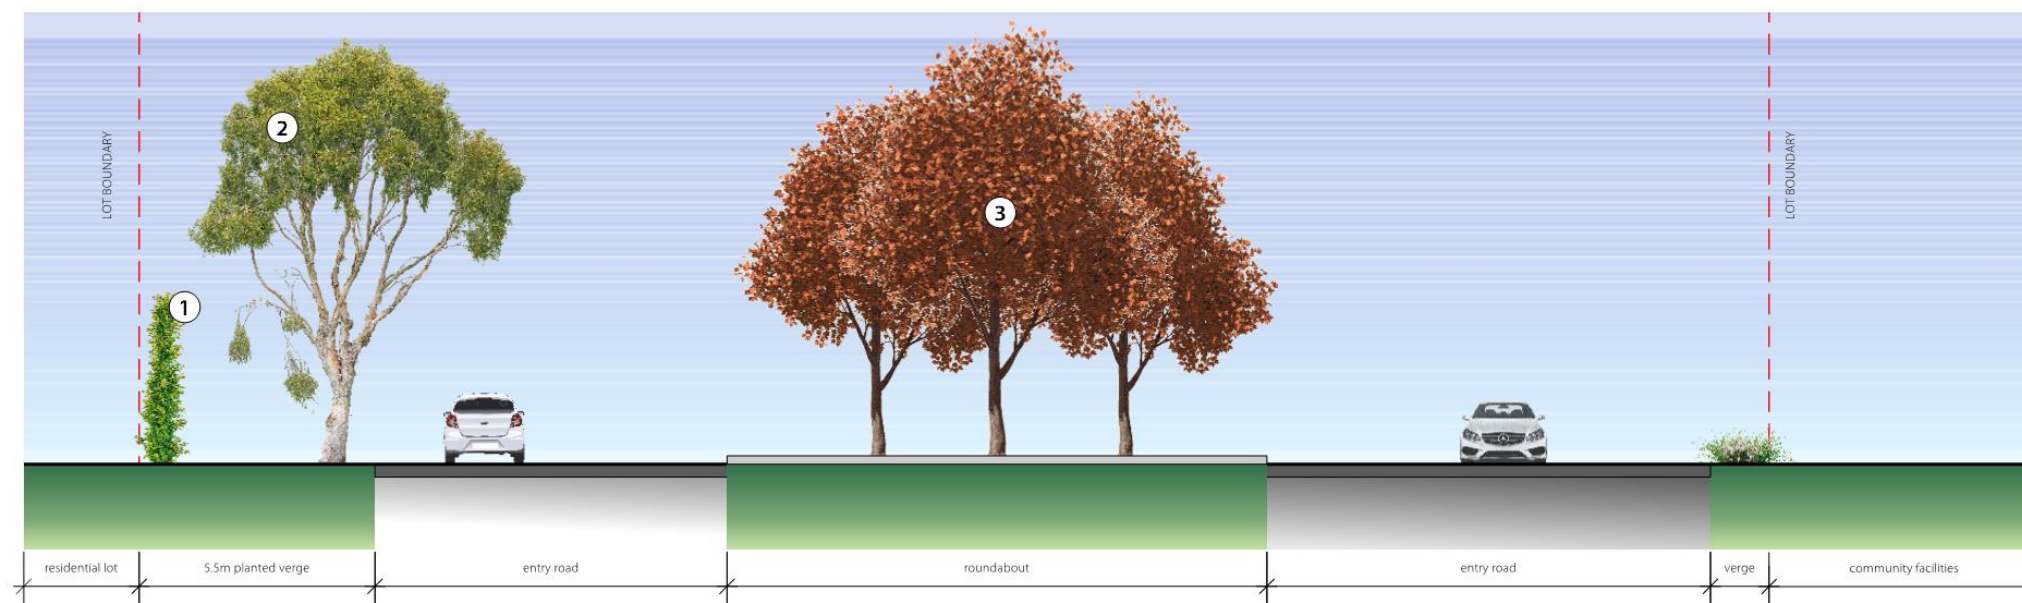 LOT BOUNDARY
LOT BOUNDARY
2
3
1
residential lot
5.5m planted verge
entry road
roundabout
entry road
verge
community facilities